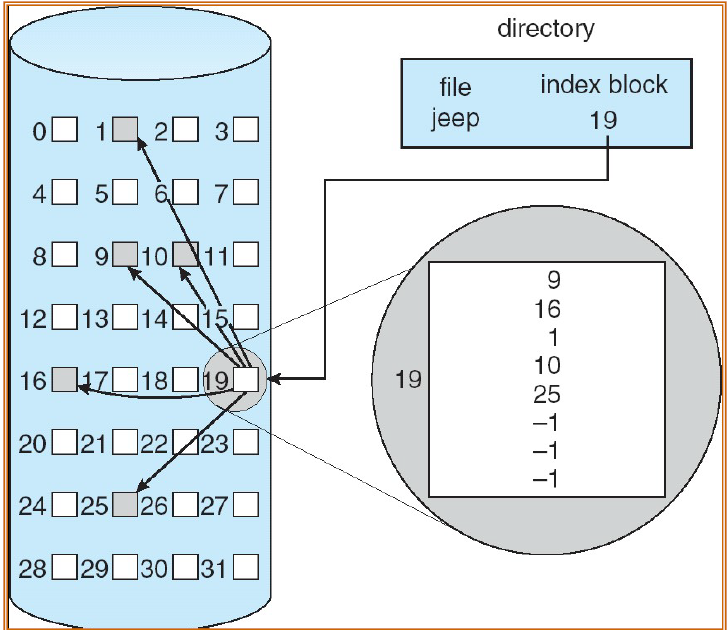 directory
file index block
jeep 19
0 1 2 3
4 5 6 7
8 9 10 11
12 13 14 15
16 17 18 19
20 21 22 23
24 25 26 27
28 29 30 31
19
9
16
1
10
25
–1
–1
–1